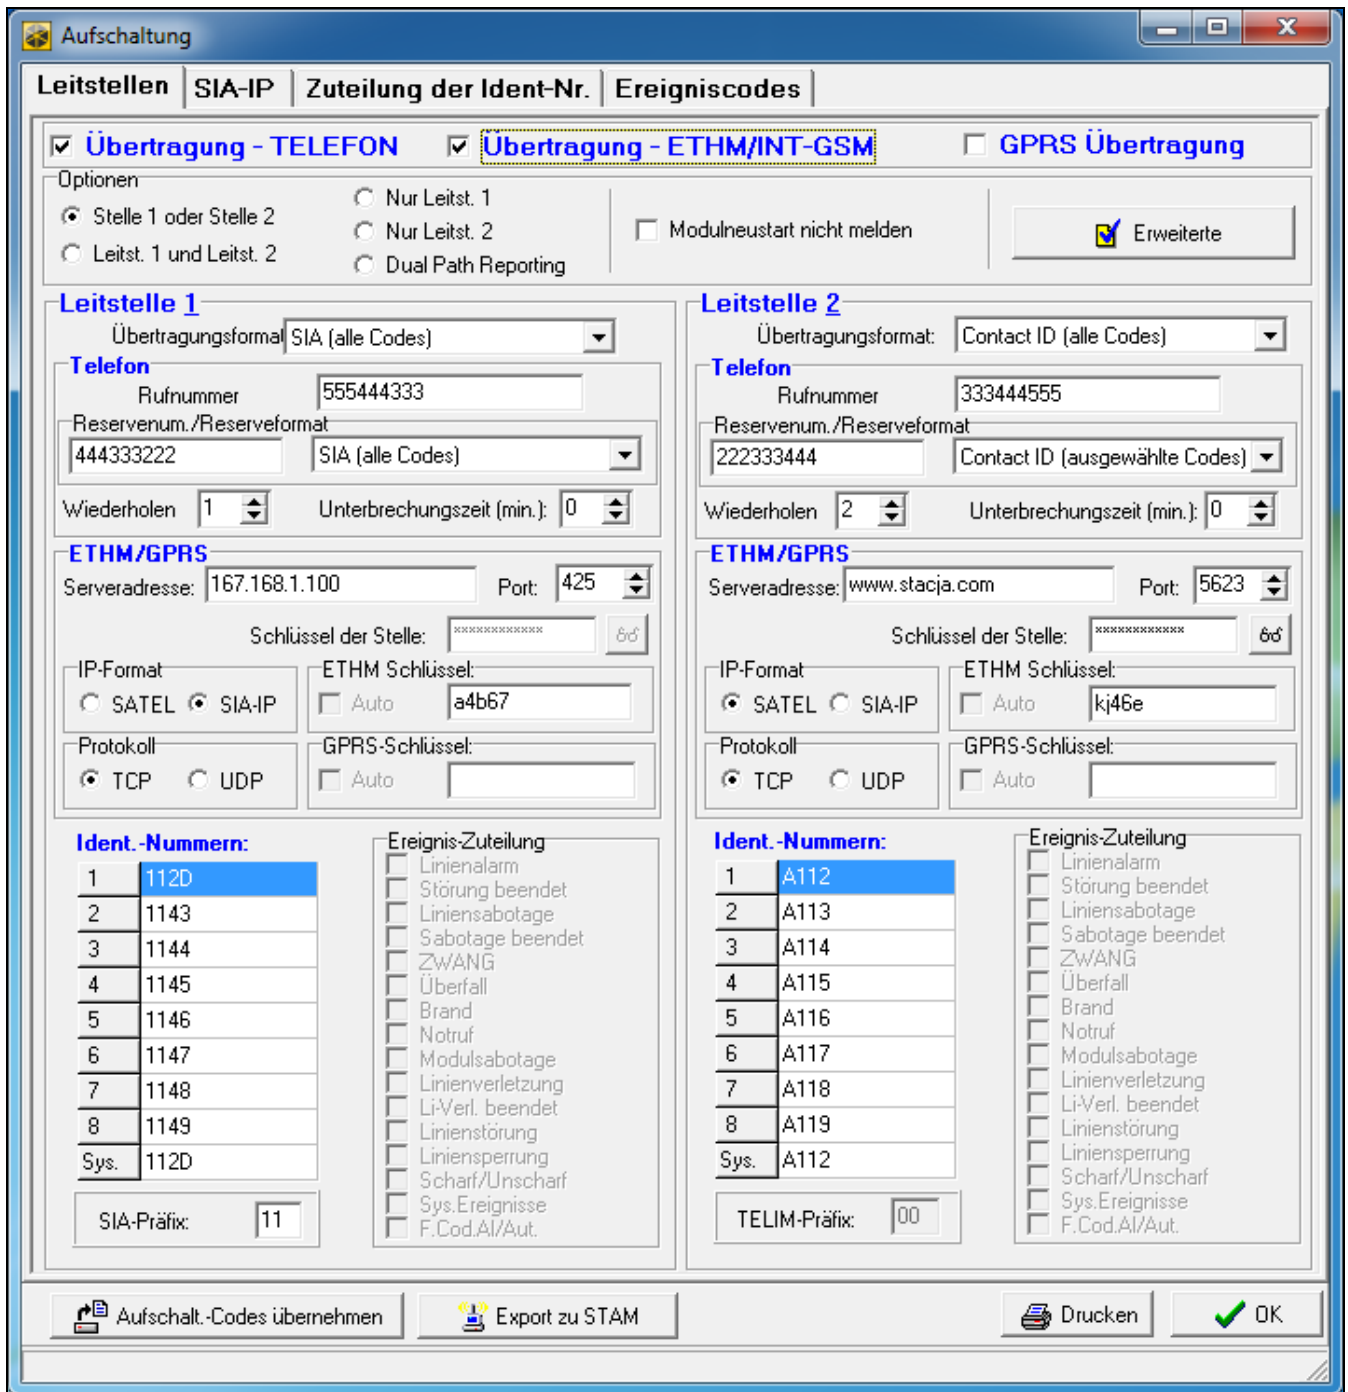 Aufschaltung
Leitstellen SIA-IP Zuteilung der Ident-Nr. Ereigniscodes
Übertragung - TELEFON Übertragung - ETHM/INT-GSM GPRS Übertragung
Optionen
Stelle 1 oder Stelle 2
Leitst. 1 und Leitst. 2
Nur Leitst. 1
Nur Leitst. 2
Dual Path Reporting
Modulneustart nicht melden
Erweiterte
Leitstelle 1
Übertragungsformat SIA (alle Codes)
Telefon
Rufnummer 555444333
Reservenum./Reserveformat
444333222 SIA (alle Codes)
Wiederholen 1 Unterbrechungszeit (min.): 0
ETHM/GPRS
Serveradresse: 167.168.1.100 Port: 425
Schlüssel der Stelle: ************
IP-Format
SATEL SIA-IP
ETHM Schlüssel:
Auto a4b67
Protokoll
TCP UDP
GPRS-Schlüssel:
Auto
Ident.-Nummern:
1 112D
2 1143
3 1144
4 1145
5 1146
6 1147
7 1148
8 1149
Sys. 112D
SIA-Präfix: 11
Ereignis-Zuteilung
Linienalarm
Störung beendet
Liniensabotage
Sabotage beendet
ZWANG
Überfall
Brand
Notruf
Modulsabotage
Linienverletzung
Li-Verl. beendet
Linienstörung
Liniensperrung
Scharf/Unscharf
Sys.Ereignisse
F.Cod.Al/Aut.
Leitstelle 2
Übertragungsformat: Contact ID (alle Codes)
Telefon
Rufnummer 333444555
Reservenum./Reserveformat
222333444 Contact ID (ausgewählte Codes)
Wiederholen 2 Unterbrechungszeit (min.): 0
ETHM/GPRS
Serveradresse: www.stacja.com Port: 5623
Schlüssel der Stelle: ************
IP-Format
SATEL SIA-IP
ETHM Schlüssel:
Auto kj46e
Protokoll
TCP UDP
GPRS-Schlüssel:
Auto
Ident.-Nummern:
1 A112
2 A113
3 A114
4 A115
5 A116
6 A117
7 A118
8 A119
Sys. A112
TELIM-Präfix: 00
Ereignis-Zuteilung
Linienalarm
Störung beendet
Liniensabotage
Sabotage beendet
ZWANG
Überfall
Brand
Notruf
Modulsabotage
Linienverletzung
Li-Verl. beendet
Linienstörung
Liniensperrung
Scharf/Unscharf
Sys.Ereignisse
F.Cod.Al/Aut.
Aufschalt.-Codes übernehmen Export zu STAM Drucken OK